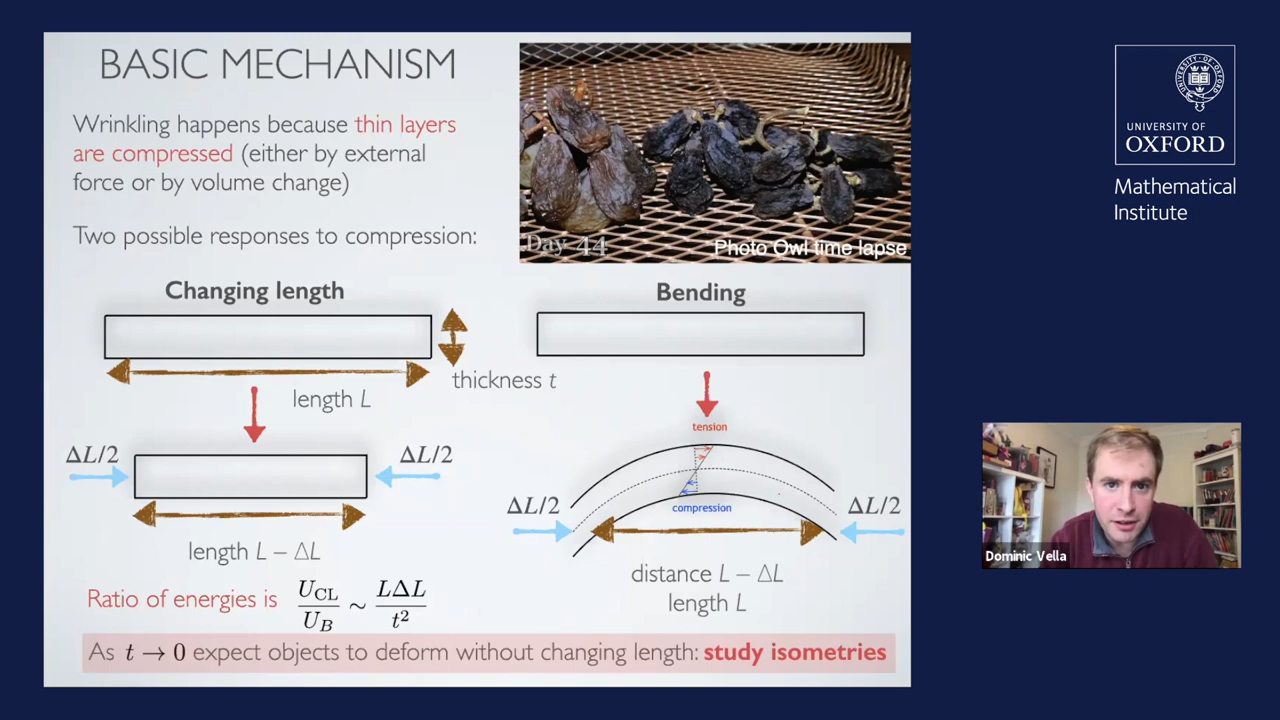 BASIC MECHANISM
Wrinkling happens because thin layers
are compressed (either by external
force or by volume change)
Two possible responses to compression:
Day 44
Photo Owl time lapse
Changing length
thickness t
length L
ΔL/2
ΔL/2
length L – ΔL
Bending
tension
compression
ΔL/2
ΔL/2
distance L – ΔL
length L
Ratio of energies is U_CL/U_B ~ LΔL/t²
As t → 0 expect objects to deform without changing length: study isometries
UNIVERSITY OF
OXFORD
Mathematical
Institute
Dominic Vella